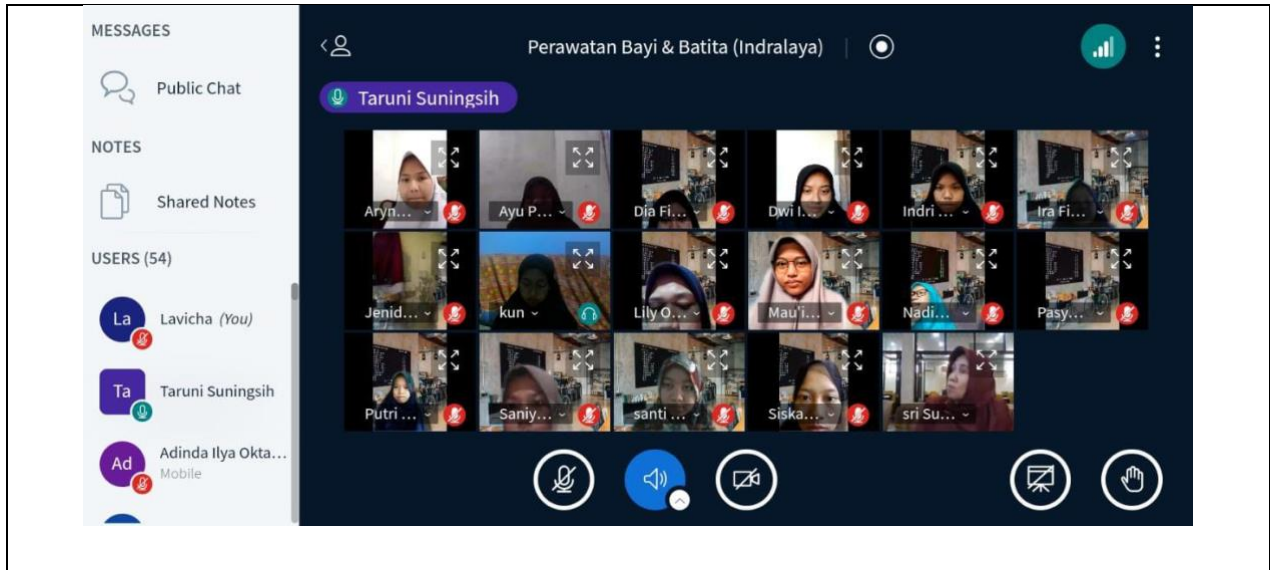 MESSAGES
Public Chat
NOTES
Shared Notes
USERS (54)
La
Lavicha (You)
Ta
Taruni Suningsih
Ad
Adinda Ilya Okta...
Mobile
Perawatan Bayi & Batita (Indralaya)
Taruni Suningsih
Aryn... Ayu P... Dia Fi... Dwi I... Indri ... Ira Fi...
Jenid... kun Lily O... Mau'i... Nadi... Pasy...
Putri ... Saniy... santi ... Siska... sri Su...